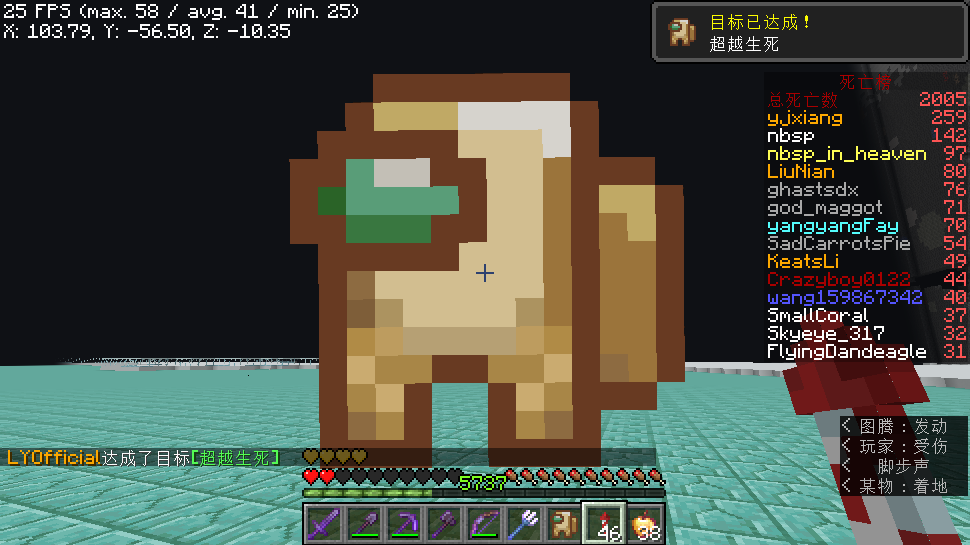 25 FPS (max. 58 / avg. 41 / min. 25)
X: 103.79, Y: -56.50, Z: -10.35
目标已达成！
超越生死
死亡榜
总死亡数 2005
yjxiang 259
nbsp 142
nbsp_in_heaven 97
LiuNian 80
ghastsdx 76
god_maggot 71
yangyangFay 70
SadCarrotsPie 54
KeatsLi 49
Crazyboy0122 44
wang159867342 40
SmallCoral 37
Skyeye_317 32
FlyingDandeagle 31
< 图腾：发动
< 玩家：受伤
< 脚步声
< 某物：着地
LYOfficial达成了目标[超越生死]
5787
46
98